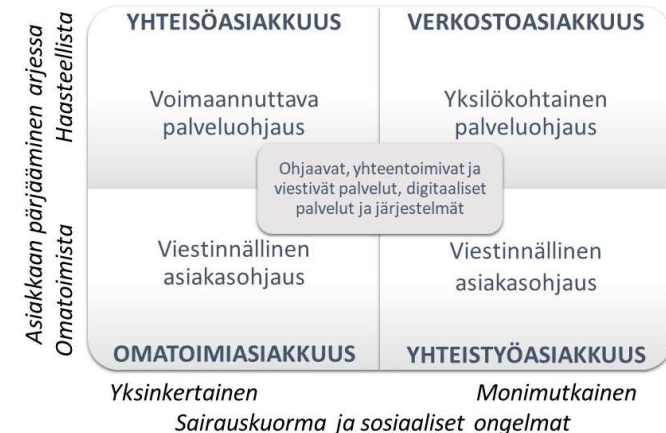 Asiakkaan pärjääminen arjessa
Haasteellista
Omatoimista
YHTEISÖASIAKKUUS
VERKOSTOASIAKKUUS
Voimaannuttava
palveluohjaus
Yksilökohtainen
palveluohjaus
Ohjaavat, yhteentoimivat ja
viestivät palvelut, digitaaliset
palvelut ja järjestelmät
Viestinnällinen
asiakasohjaus
Viestinnällinen
asiakasohjaus
OMATOIMIASIAKKUUS
YHTEISTYÖASIAKKUUS
Yksinkertainen
Monimutkainen
Sairauskuorma ja sosiaaliset ongelmat